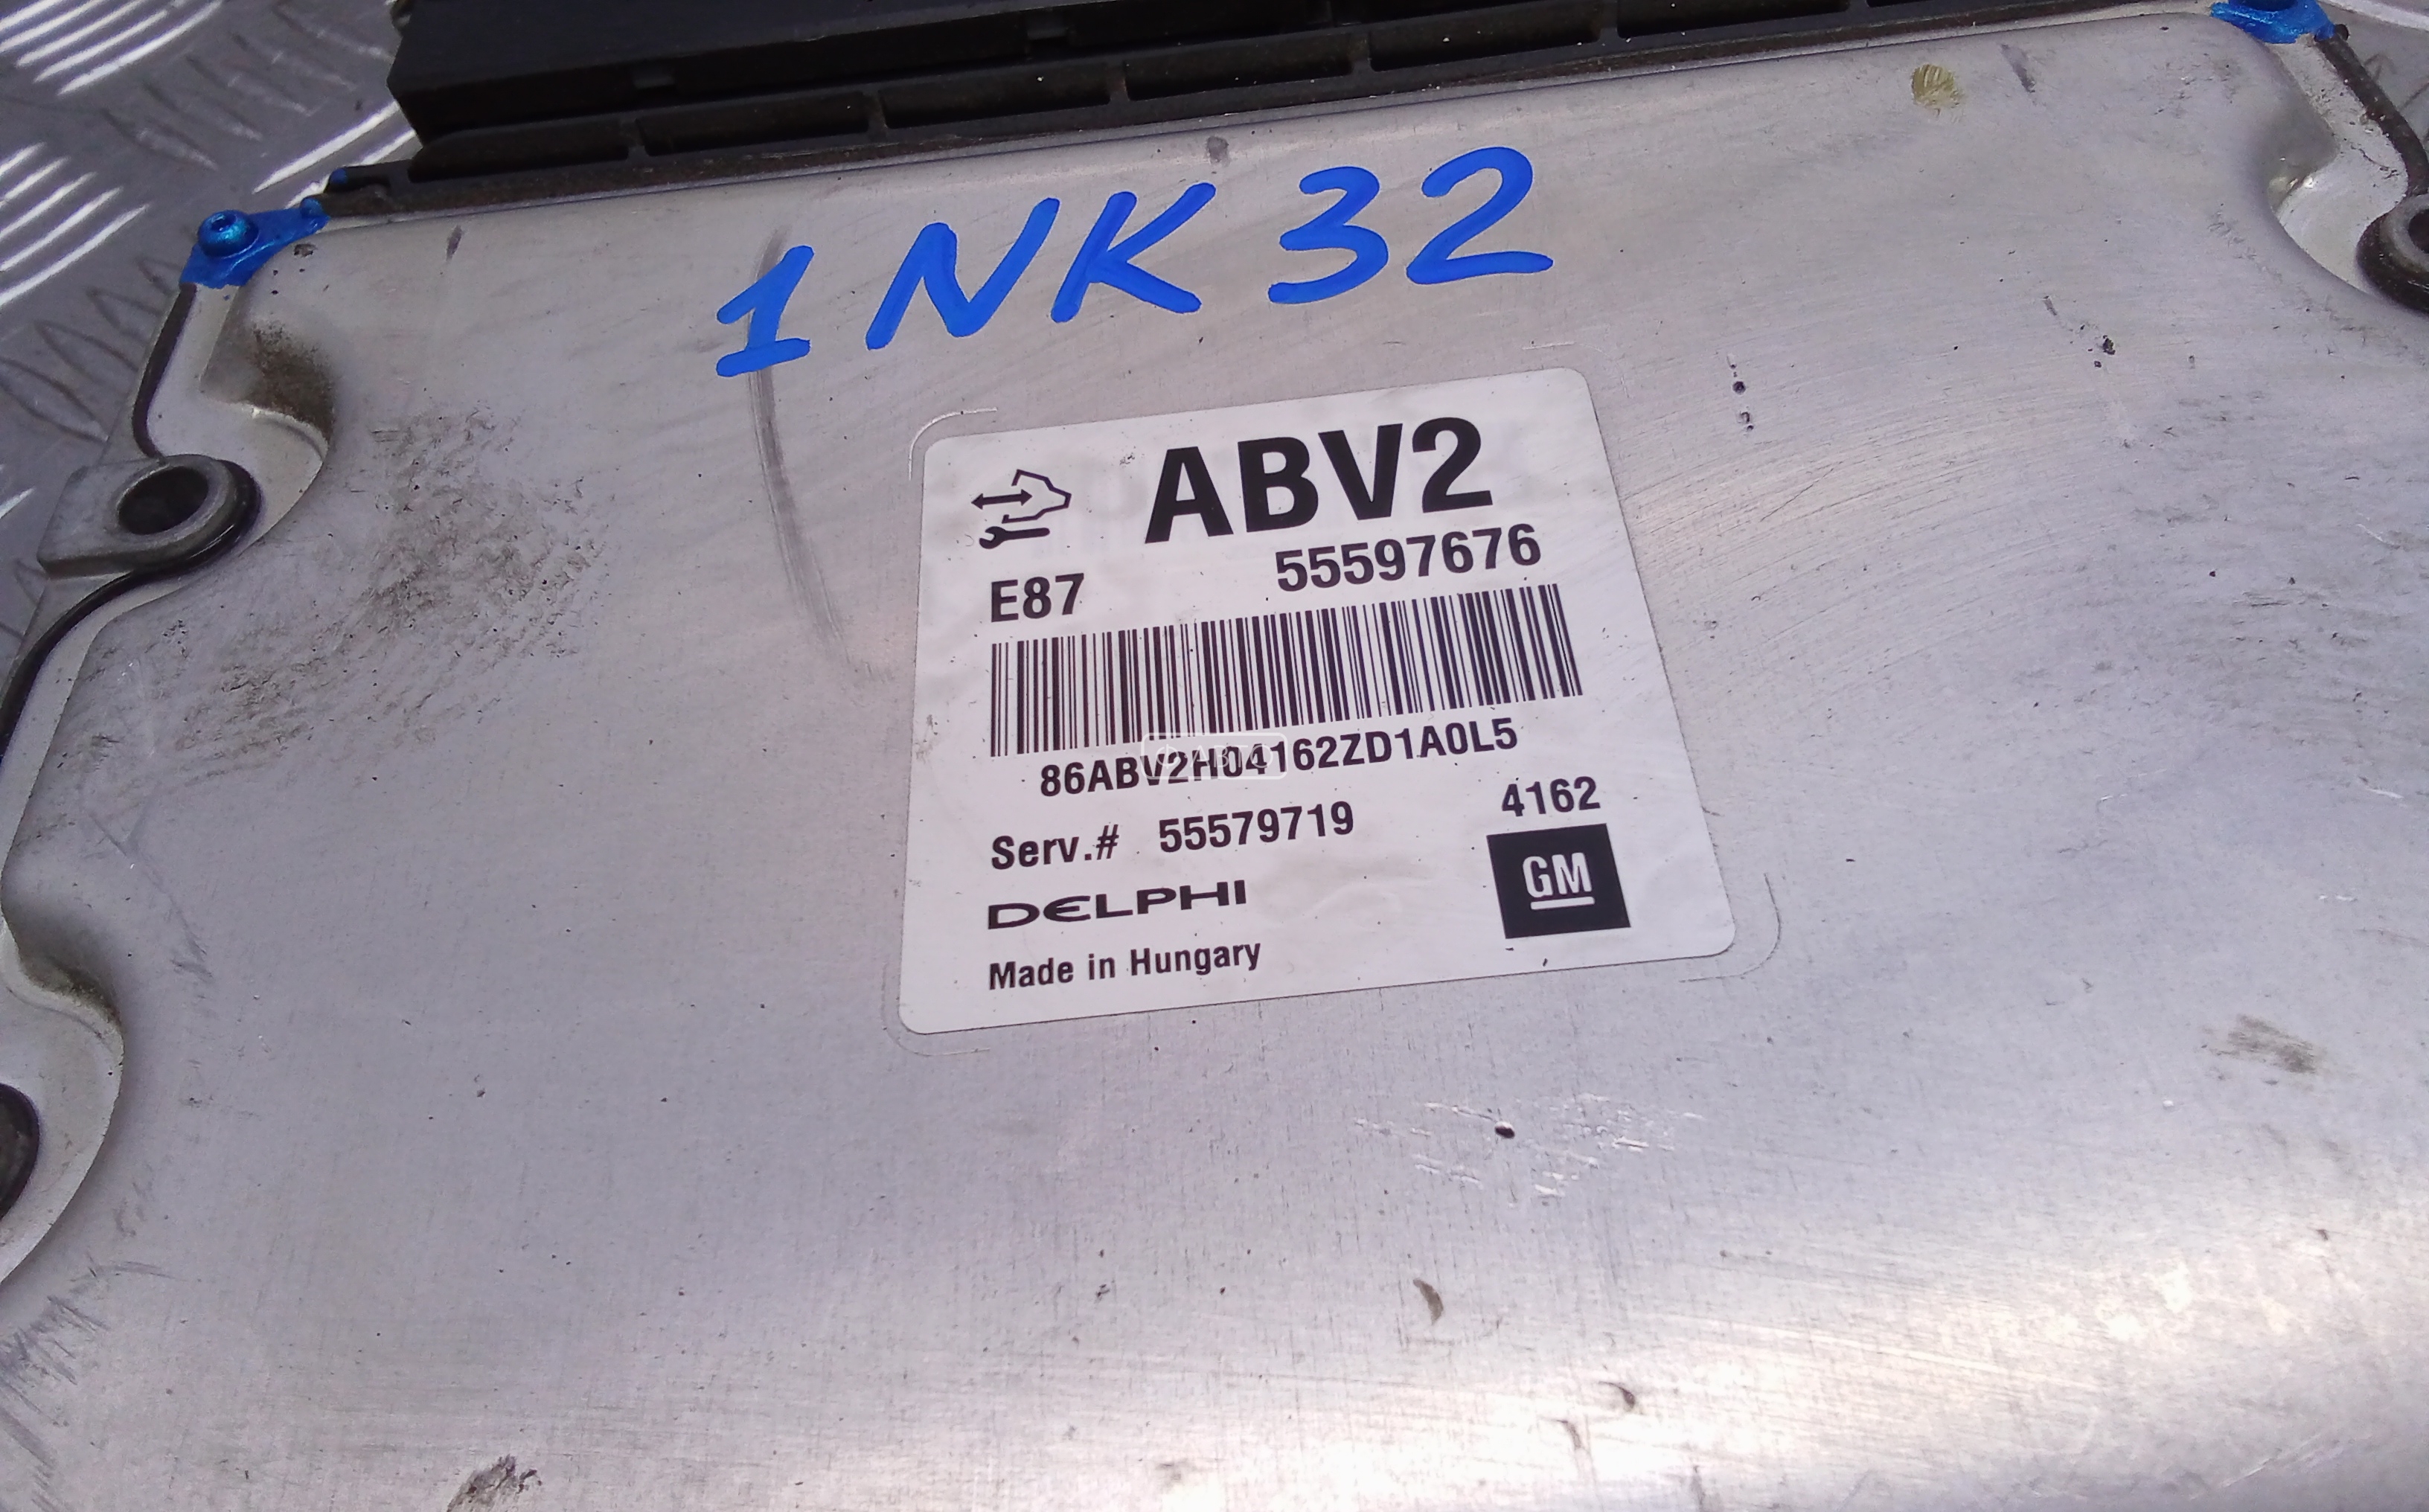 1NK32
ABV2
E87 55597676
86ABV2H04162ZD1A0L5
Serv.# 55579719 4162
DELPHI GM
Made in Hungary